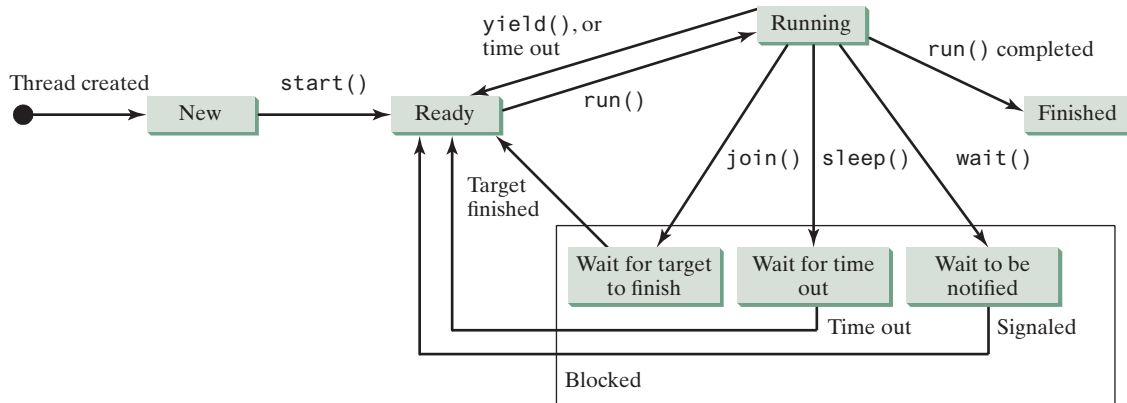 yield(), or
time out
Running
run() completed
Thread created
start()
run()
New
Ready
Finished
join()
sleep()
wait()
Target
finished
Wait for target
to finish
Wait for time
out
Wait to be
notified
Time out
Signaled
Blocked